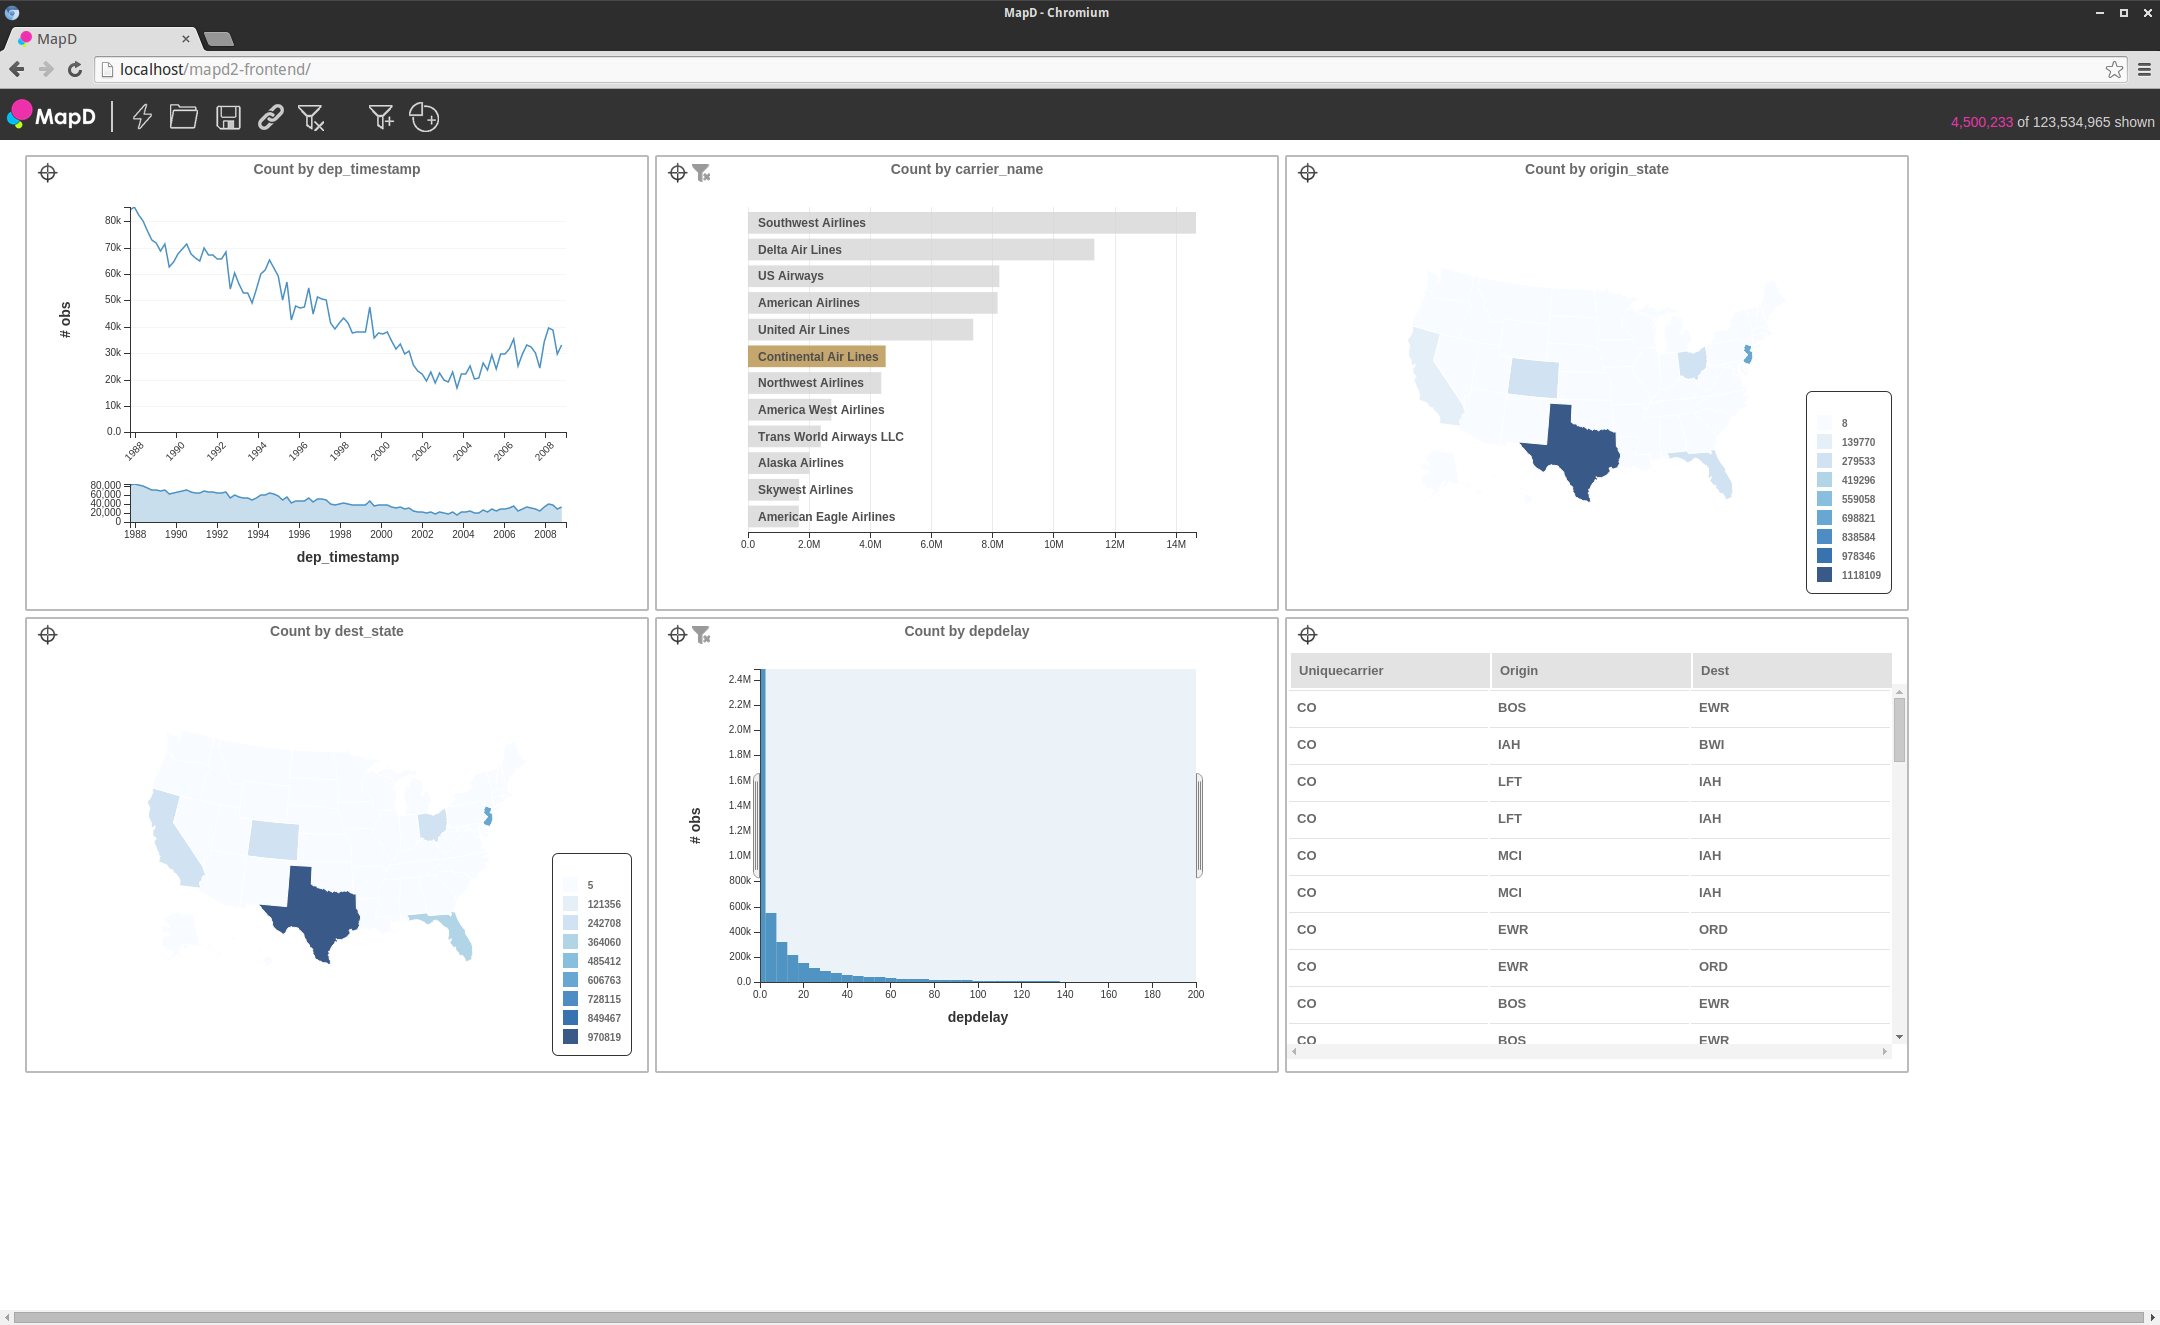 MapD - Chromium
MapD
localhost/mapd2-frontend/
MapD
4,500,233 of 123,534,965 shown
Count by dep_timestamp
80k
70k
60k
50k
40k
30k
20k
10k
0.0
# obs
1988 1990 1992 1994 1996 1998 2000 2002 2004 2006 2008
80,000
60,000
40,000
20,000
0
1988 1990 1992 1994 1996 1998 2000 2002 2004 2006 2008
dep_timestamp
Count by carrier_name
Southwest Airlines
Delta Air Lines
US Airways
American Airlines
United Air Lines
Continental Air Lines
Northwest Airlines
America West Airlines
Trans World Airways LLC
Alaska Airlines
Skywest Airlines
American Eagle Airlines
0.0 2.0M 4.0M 6.0M 8.0M 10M 12M 14M
Count by origin_state
8
139770
279533
419296
559058
698821
838584
978346
1118109
Count by dest_state
5
121356
242708
364060
485412
606763
728115
849467
970819
Count by depdelay
2.4M
2.2M
2.0M
1.8M
1.6M
1.4M
1.2M
1.0M
800k
600k
400k
200k
0.0
# obs
0.0 20 40 60 80 100 120 140 160 180 200
depdelay
Uniquecarrier Origin Dest
CO BOS EWR
CO IAH BWI
CO LFT IAH
CO LFT IAH
CO MCI IAH
CO MCI IAH
CO EWR ORD
CO EWR ORD
CO BOS EWR
CO BOS EWR